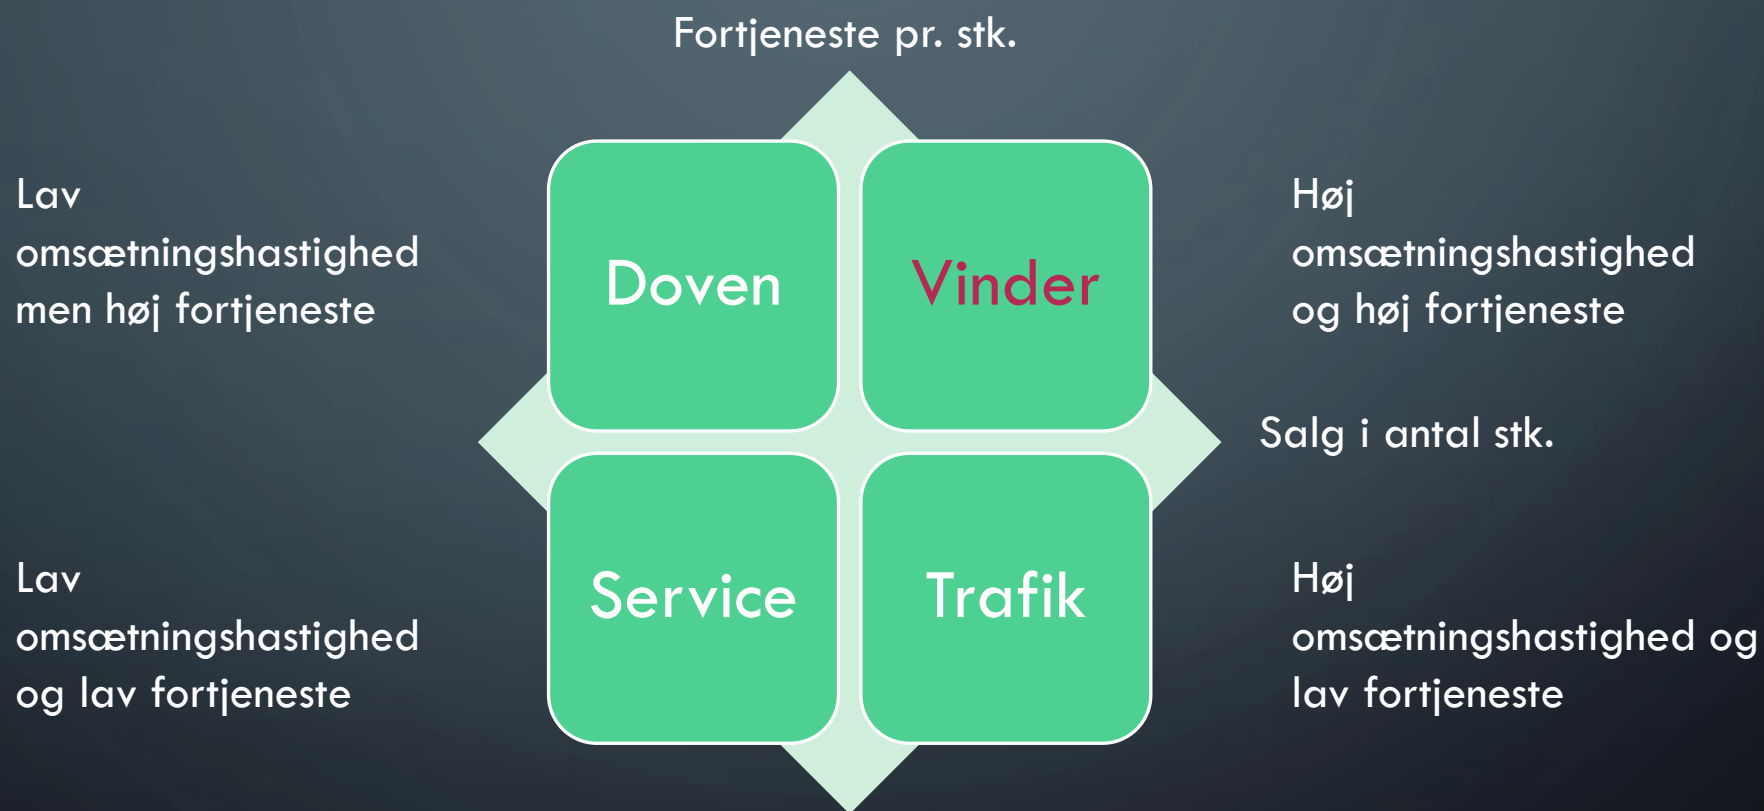 Fortjeneste pr. stk.
Lav
omsætningshastighed
men høj fortjeneste
Doven
Vinder
Høj
omsætningshastighed
og høj fortjeneste
Salg i antal stk.
Lav
omsætningshastighed
og lav fortjeneste
Service
Trafik
Høj
omsætningshastighed og
lav fortjeneste